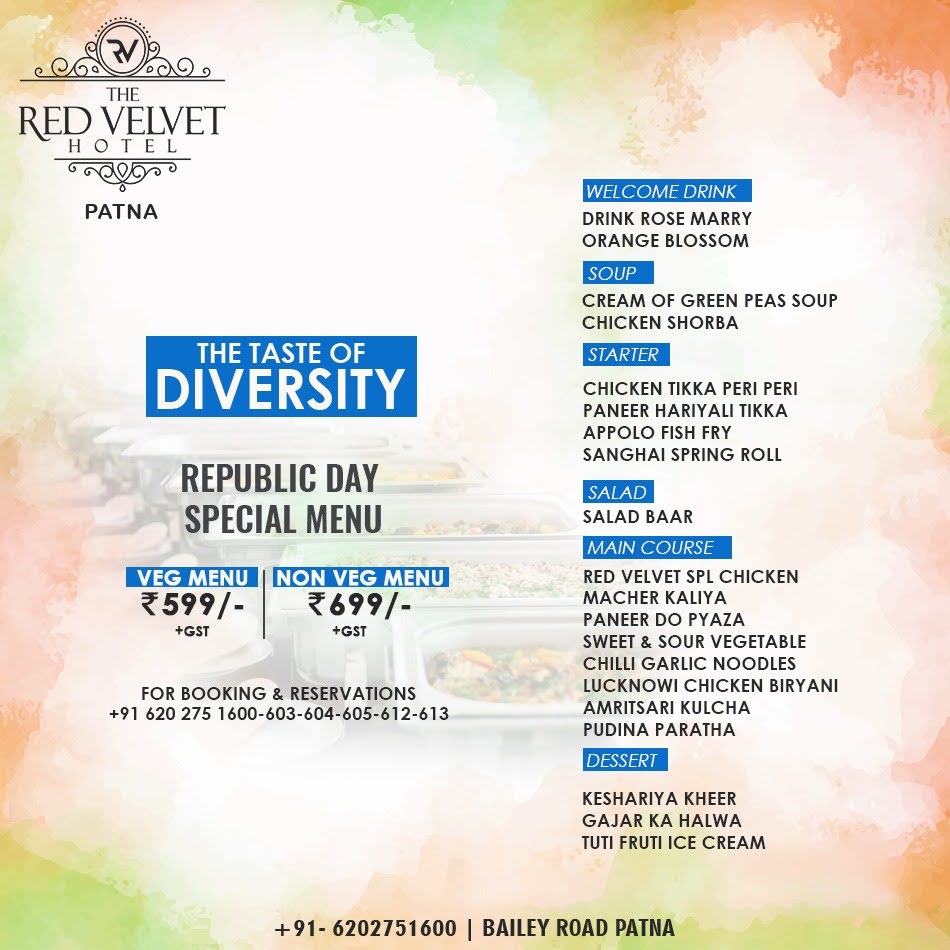 RV
THE
RED VELVET
HOTEL
PATNA
THE TASTE OF
DIVERSITY
REPUBLIC DAY
SPECIAL MENU
VEG MENU
₹599/-
+GST
NON VEG MENU
₹699/-
+GST
FOR BOOKING & RESERVATIONS
+91 620 275 1600-603-604-605-612-613
WELCOME DRINK
DRINK ROSE MARRY
ORANGE BLOSSOM
SOUP
CREAM OF GREEN PEAS SOUP
CHICKEN SHORBA
STARTER
CHICKEN TIKKA PERI PERI
PANEER HARIYALI TIKKA
APPOLO FISH FRY
SANGHAI SPRING ROLL
SALAD
SALAD BAAR
MAIN COURSE
RED VELVET SPL CHICKEN
MACHER KALIYA
PANEER DO PYAZA
SWEET & SOUR VEGETABLE
CHILLI GARLIC NOODLES
LUCKNOWI CHICKEN BIRYANI
AMRITSARI KULCHA
PUDINA PARATHA
DESSERT
KESHARIYA KHEER
GAJAR KA HALWA
TUTI FRUTI ICE CREAM
+91- 6202751600 | BAILEY ROAD PATNA